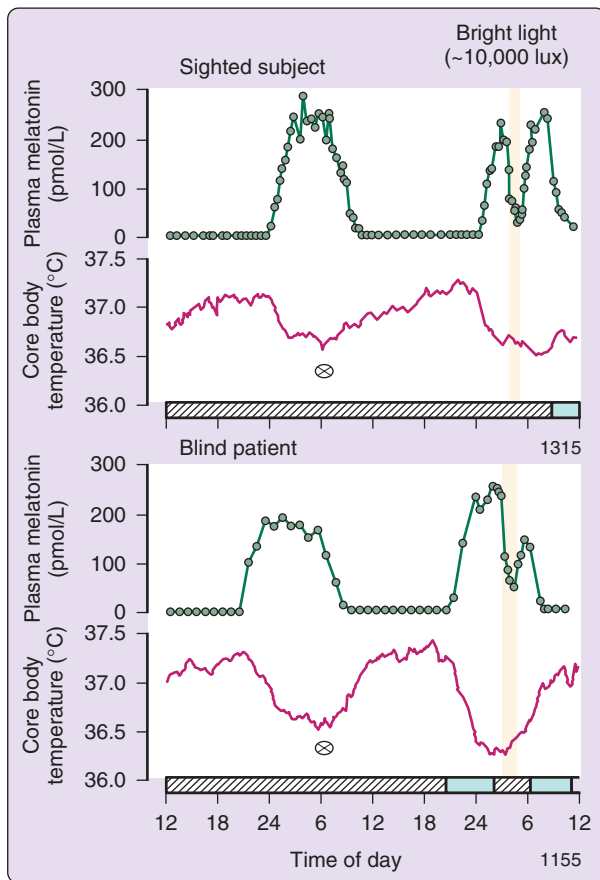 Bright light
(~10,000 lux)
Sighted subject
Plasma melatonin
(pmol/L)
300
200
100
0
Core body
temperature (°C)
37.5
37.0
36.5
36.0
Blind patient
1315
Plasma melatonin
(pmol/L)
300
200
100
0
Core body
temperature (°C)
37.5
37.0
36.5
36.0
12 18 24 6 12 18 24 6 12
Time of day
1155